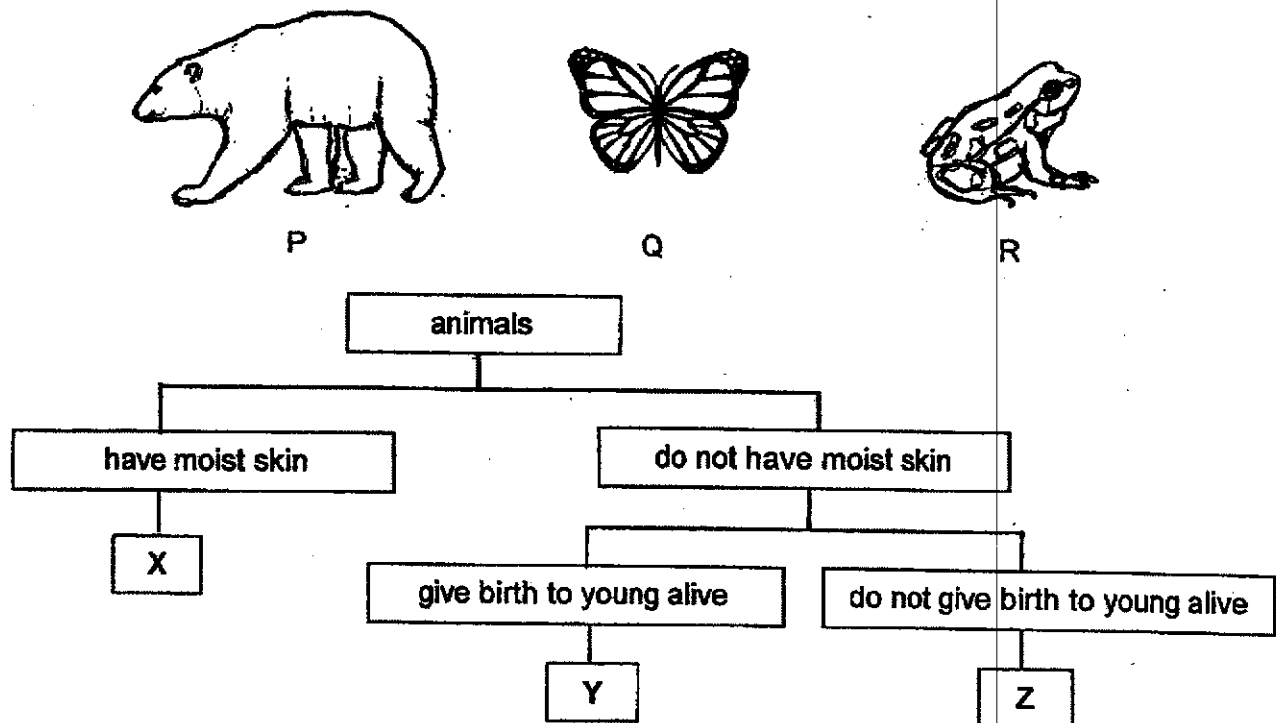 P Q R
animals
have moist skin do not have moist skin
X
give birth to young alive do not give birth to young alive
Y Z